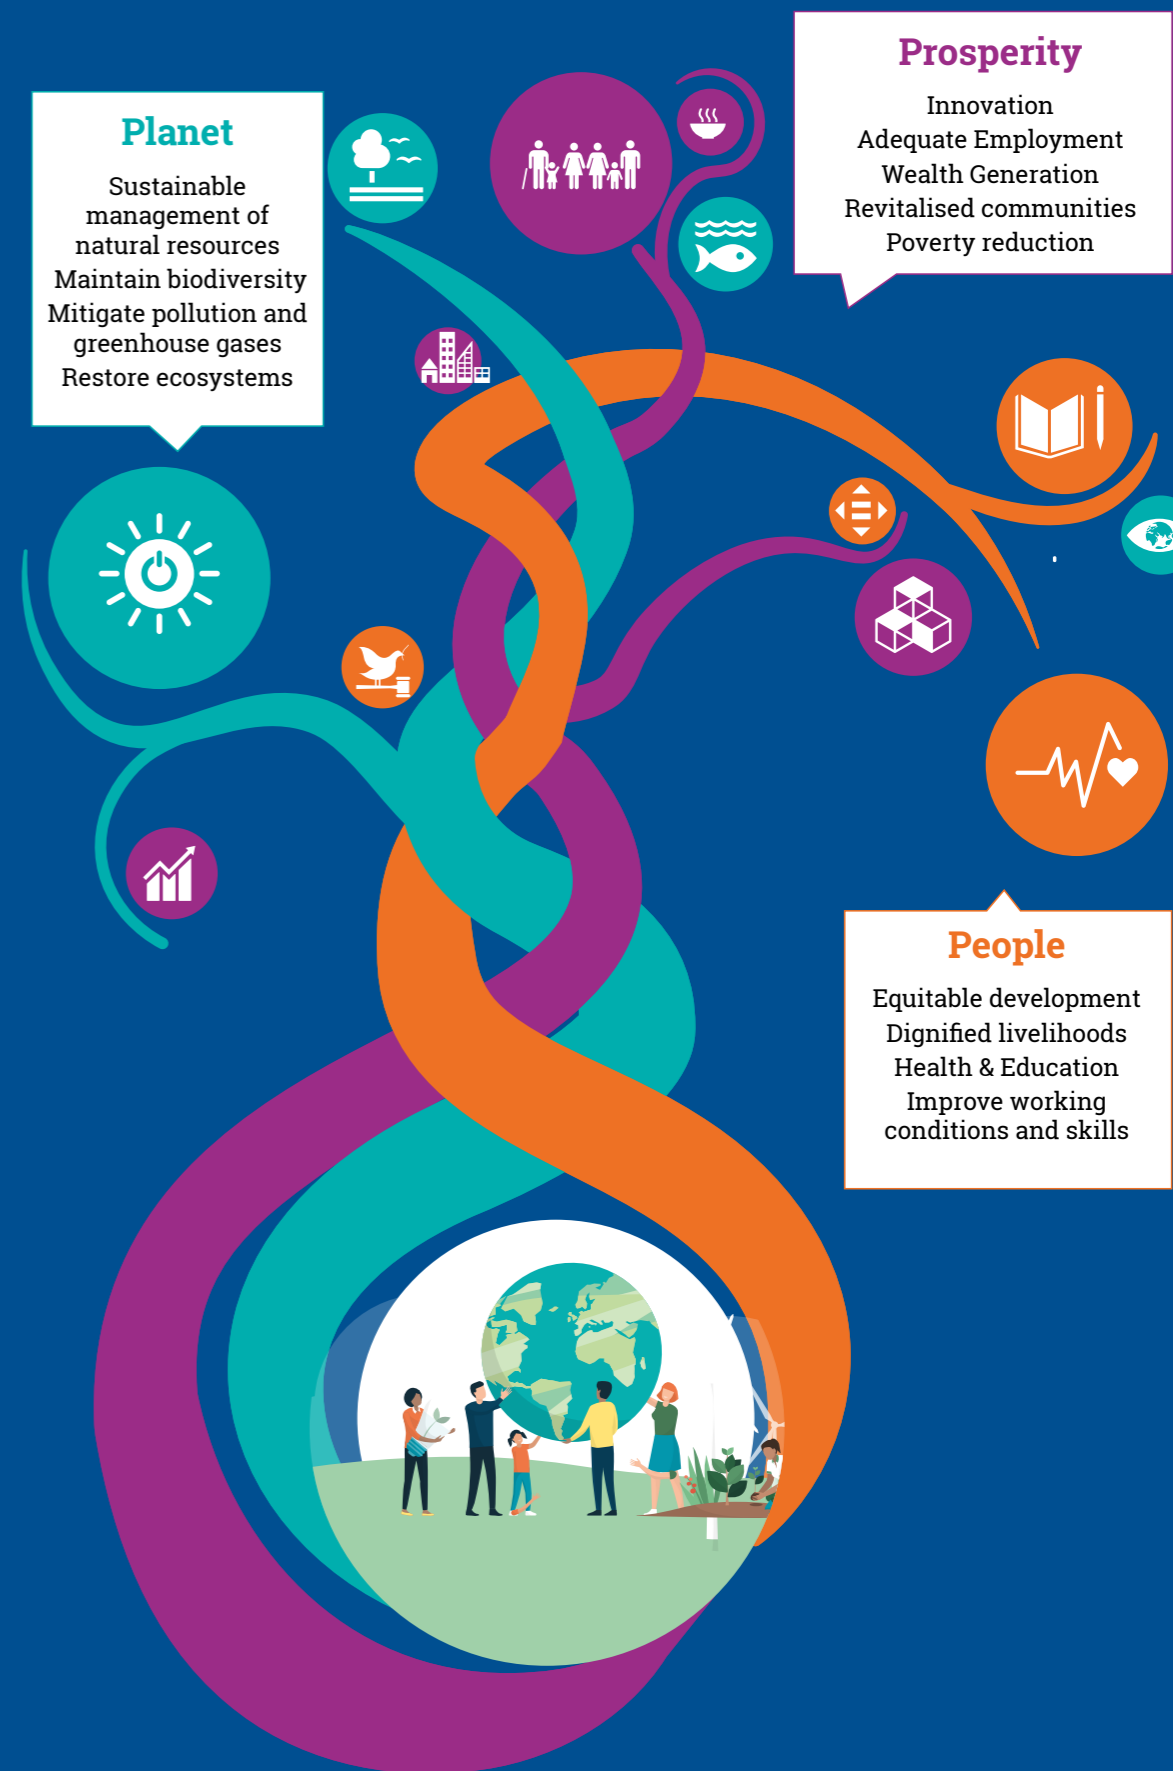 Planet
Sustainable
management of
natural resources
Maintain biodiversity
Mitigate pollution and
greenhouse gases
Restore ecosystems
Prosperity
Innovation
Adequate Employment
Wealth Generation
Revitalised communities
Poverty reduction
People
Equitable development
Dignified livelihoods
Health & Education
Improve working
conditions and skills